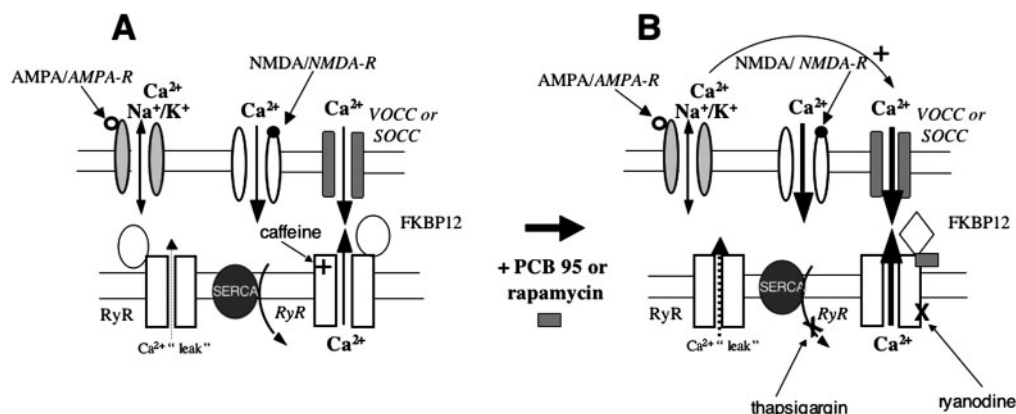 A
AMPA/AMPA-R
NMDA/NMDA-R
Ca2+
Na+/K+
Ca2+
Ca2+
VOCC or
SOCC
caffeine
+
FKBP12
SERCA
RyR
RyR
Ca2+ “ leak”
Ca2+
+ PCB 95 or
rapamycin
B
+
AMPA/AMPA-R
NMDA/ NMDA-R
Ca2+
Na+/K+
Ca2+
Ca2+
VOCC or
SOCC
FKBP12
SERCA
RyR
RyR
X
X
Ca2+ “ leak”
Ca2+
thapsigargin
ryanodine